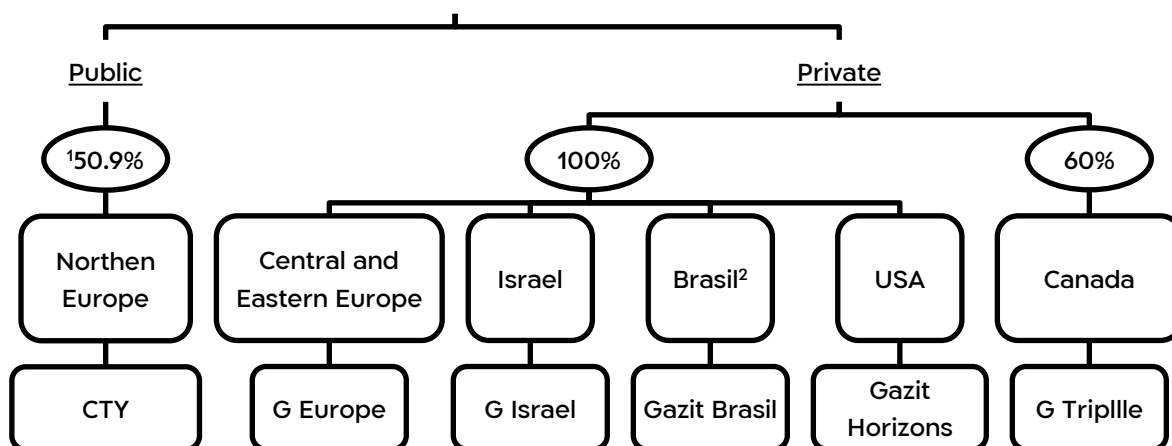 Public
Private
¹50.9%
100%
60%
Northen
Europe
Central and
Eastern Europe
Israel
Brasil²
USA
Canada
CTY
G Europe
G Israel
Gazit Brasil
Gazit
Horizons
G Tripllle